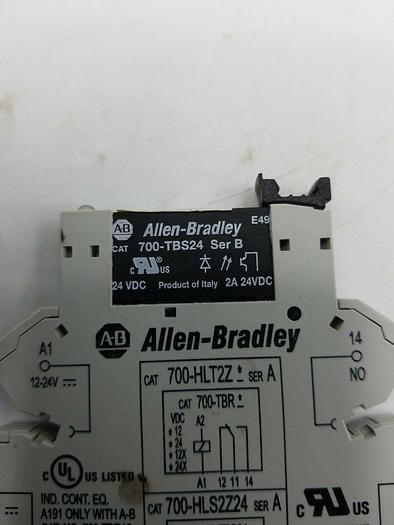 E49
AB Allen-Bradley
CAT 700-TBS24 Ser B
C UR US
24 VDC Product of Italy 2A 24VDC
A-B Allen-Bradley
A1
14
12-24V
NO
CAT 700-HLT2Z * SER A
CAT 700-TBR *
VDC
* 12
* 24
* 12X
* 24X
A2
A1 12 11 14
C UL US LISTED
IND. CONT. EQ.
A191 ONLY WITH A-B
CAT 700-HLS2Z24 SER A
C UR US